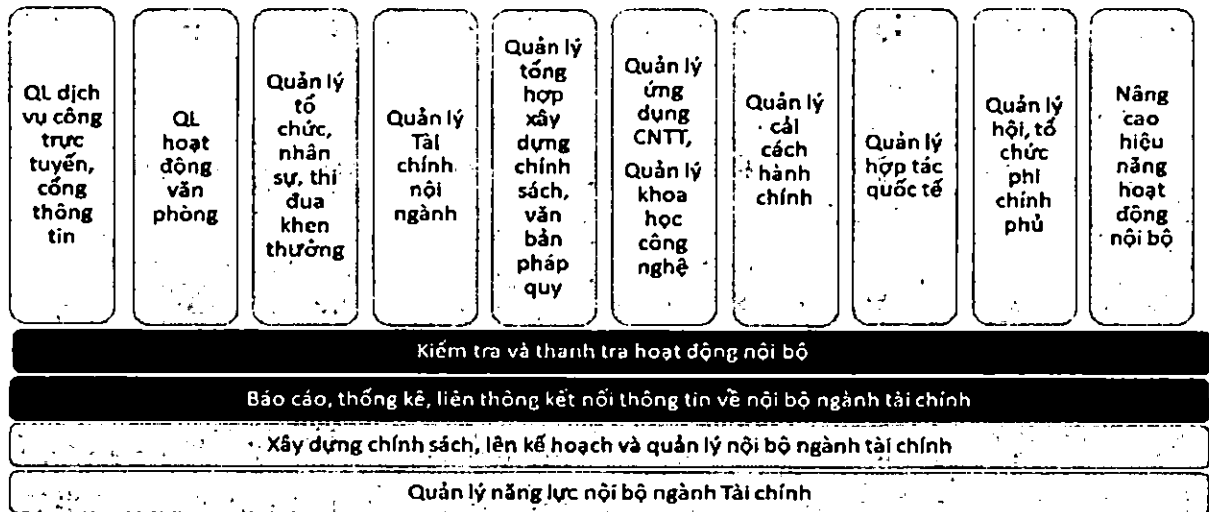 QL dịch
vụ công
trực
tuyến,
cổng
thông
tin
QL
hoạt
động
văn
phòng
Quản lý
tổ
chức,
nhân
sự, thi
đua
khen
thưởng
Quản lý
Tài
chính
nội
ngành
Quản lý
tổng
hợp
xây
dựng
chính
sách,
văn
bản
pháp
quy
Quản lý
ứng
dụng
CNTT,
Quản lý
khoa
học
công
nghệ
Quản lý
cải
cách
hành
chính
Quản lý
hợp tác
quốc tế
Quản lý
hội, tổ
chức
phi
chính
phủ
Nâng
cao
hiệu
năng
hoạt
động
nội bộ
Kiểm tra và thanh tra hoạt động nội bộ
Báo cáo, thống kê, liên thông kết nối thông tin về nội bộ ngành tài chính
Xây dựng chính sách, lên kế hoạch và quản lý nội bộ ngành tài chính
Quản lý năng lực nội bộ ngành Tài chính